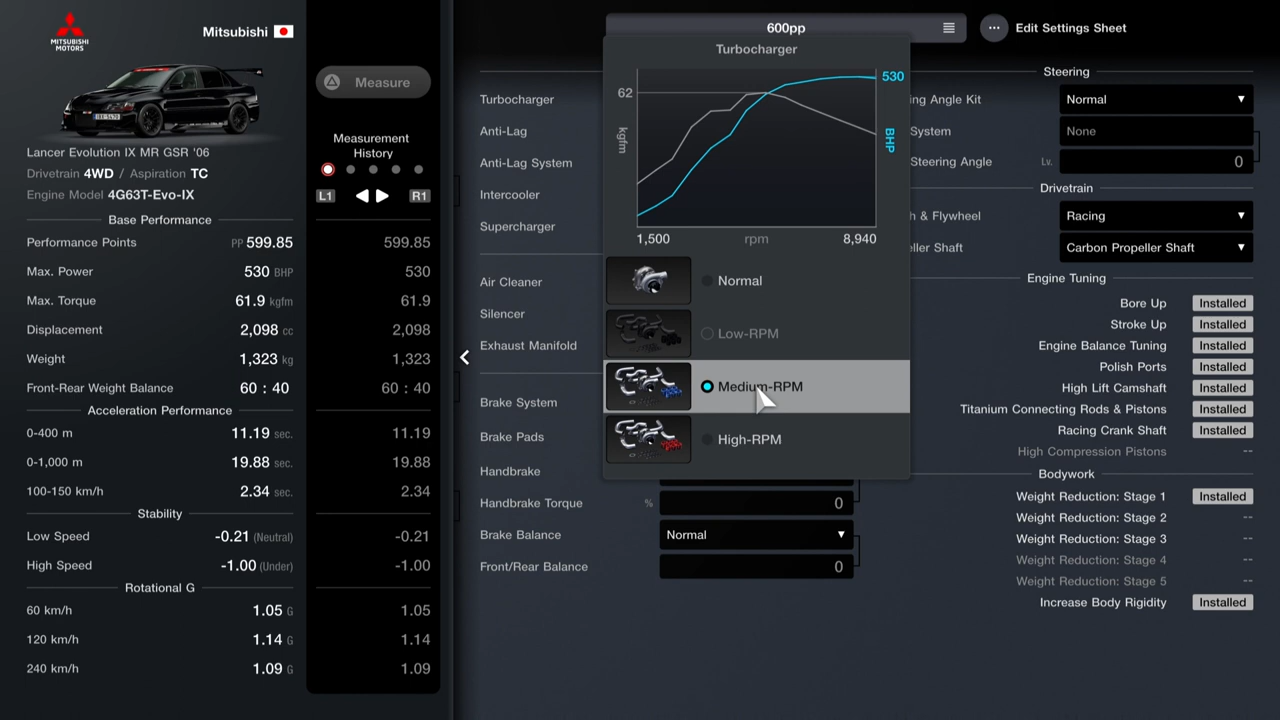 MITSUBISHI
MOTORS
Mitsubishi
Lancer Evolution IX MR GSR '06
Drivetrain 4WD / Aspiration TC
Engine Model 4G63T-Evo-IX
Base Performance
Performance Points PP 599.85
Max. Power 530 BHP
Max. Torque 61.9 kgfm
Displacement 2,098 cc
Weight 1,323 kg
Front-Rear Weight Balance 60 : 40
Acceleration Performance
0-400 m 11.19 sec.
0-1,000 m 19.88 sec.
100-150 km/h 2.34 sec.
Stability
Low Speed -0.21 (Neutral)
High Speed -1.00 (Under)
Rotational G
60 km/h 1.05 G
120 km/h 1.14 G
240 km/h 1.09 G
Measure
Measurement
History
L1 R1
599.85
530
61.9
2,098
1,323
60 : 40
11.19
19.88
2.34
-0.21
-1.00
1.05
1.14
1.09
600pp
Edit Settings Sheet
Turbocharger
Anti-Lag
Anti-Lag System
Intercooler
Supercharger
Air Cleaner
Silencer
Exhaust Manifold
Brake System
Brake Pads
Handbrake
Handbrake Torque % 0
Brake Balance Normal
Front/Rear Balance 0
Turbocharger
530
62
kgfm
BHP
1,500 rpm 8,940
Normal
Low-RPM
Medium-RPM
High-RPM
Steering
ing Angle Kit Normal
System None
Steering Angle Lv. 0
Drivetrain
h & Flywheel Racing
eller Shaft Carbon Propeller Shaft
Engine Tuning
Bore Up Installed
Stroke Up Installed
Engine Balance Tuning Installed
Polish Ports Installed
High Lift Camshaft Installed
Titanium Connecting Rods & Pistons Installed
Racing Crank Shaft Installed
High Compression Pistons --
Bodywork
Weight Reduction: Stage 1 Installed
Weight Reduction: Stage 2 --
Weight Reduction: Stage 3 --
Weight Reduction: Stage 4 --
Weight Reduction: Stage 5 --
Increase Body Rigidity Installed